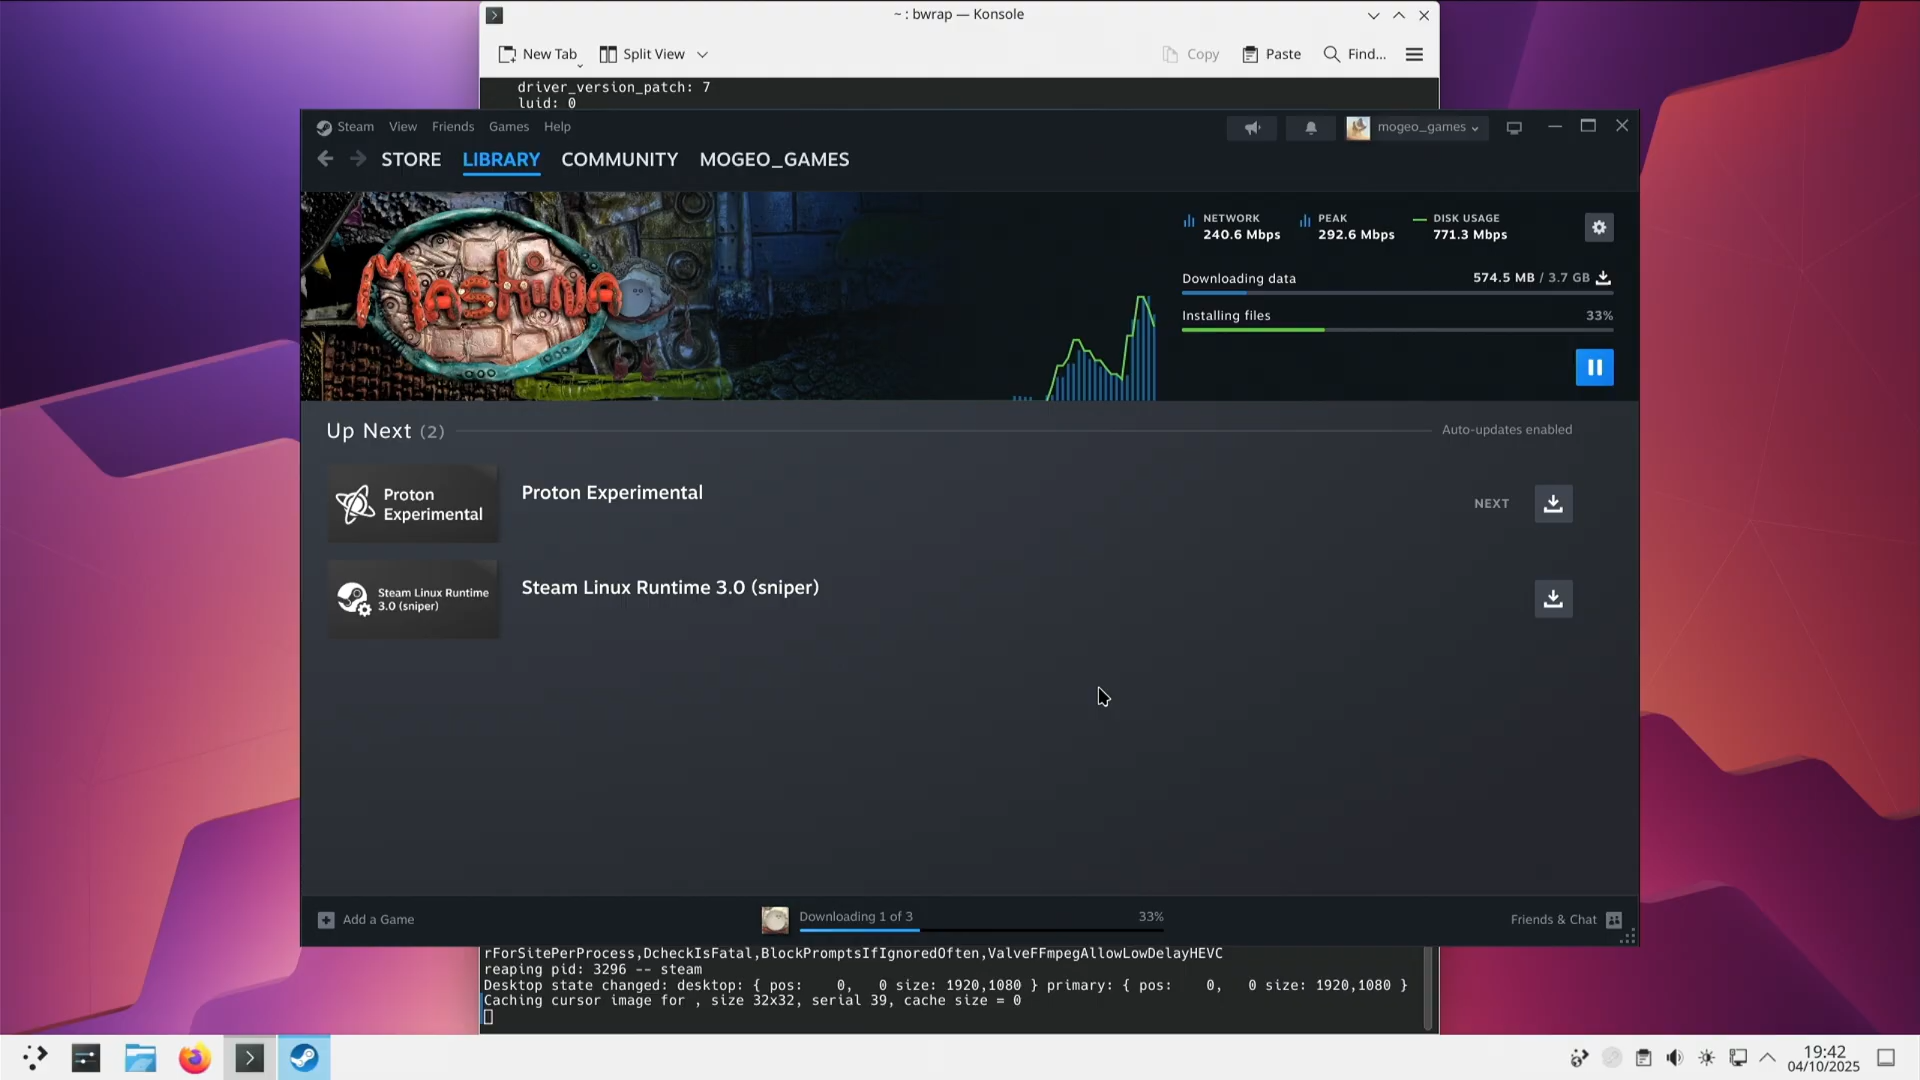 ~ : bwrap — Konsole
New Tab
Split View
Copy
Paste
Find...
driver_version_patch: 7
luid: 0
Steam View Friends Games Help
mogeo_games
STORE LIBRARY COMMUNITY MOGEO_GAMES
Mashina
NETWORK
240.6 Mbps
PEAK
292.6 Mbps
DISK USAGE
771.3 Mbps
Downloading data
574.5 MB / 3.7 GB
Installing files
33%
Up Next (2)
Auto-updates enabled
Proton
Experimental
Proton Experimental
NEXT
Steam Linux Runtime
3.0 (sniper)
Steam Linux Runtime 3.0 (sniper)
Add a Game
Downloading 1 of 3
33%
Friends & Chat
rForSitePerProcess,DcheckIsFatal,BlockPromptsIfIgnoredOften,ValveFFmpegAllowLowDelayHEVC
reaping pid: 3296 -- steam
Desktop state changed: desktop: { pos:    0,   0 size: 1920,1080 } primary: { pos:    0,   0 size: 1920,1080 }
Caching cursor image for , size 32x32, serial 39, cache size = 0
19:42
04/10/2025